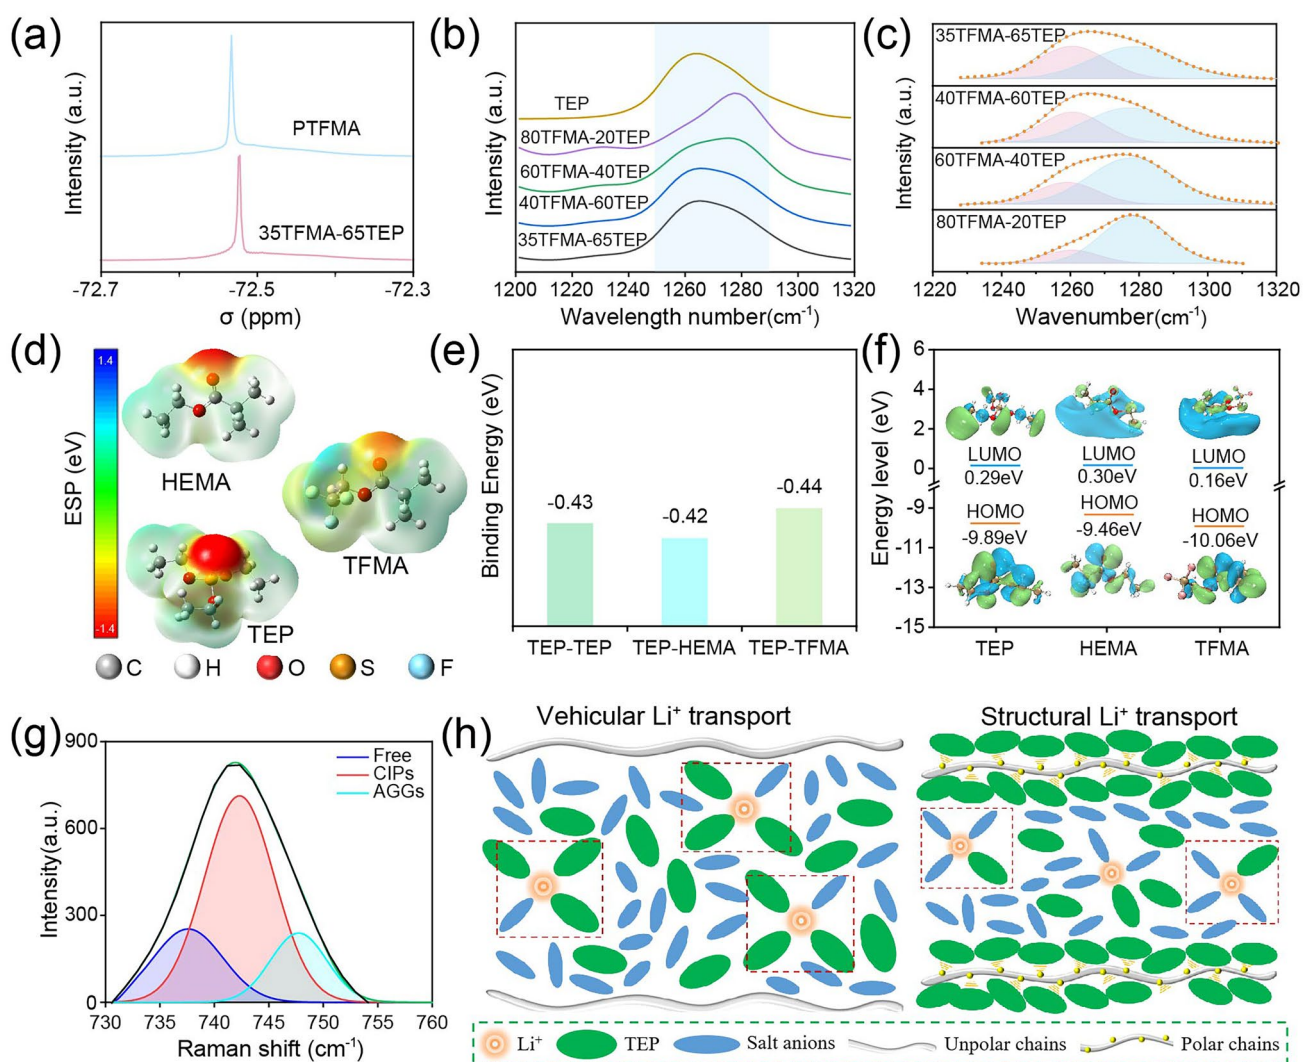 (a)
Intensity (a.u.)
PTFMA
35TFMA-65TEP
-72.7
-72.5
-72.3
σ (ppm)
(b)
Intensity (a.u.)
TEP
80TFMA-20TEP
60TFMA-40TEP
40TFMA-60TEP
35TFMA-65TEP
1200 1220 1240 1260 1280 1300 1320
Wavelength number(cm⁻¹)
(c)
Intensity (a.u.)
35TFMA-65TEP
40TFMA-60TEP
60TFMA-40TEP
80TFMA-20TEP
1220 1240 1260 1280 1300 1320
Wavenumber(cm⁻¹)
(d)
ESP (eV)
1.4
-1.4
HEMA
TFMA
TEP
C H O S F
(e)
Binding Energy (eV)
-0.43
-0.42
-0.44
TEP-TEP TEP-HEMA TEP-TFMA
(f)
Energy level (eV)
6
4
2
0
-9
-11
-13
-15
LUMO LUMO LUMO
0.29eV 0.30eV 0.16eV
HOMO HOMO HOMO
-9.89eV -9.46eV -10.06eV
TEP HEMA TFMA
(g)
Intensity(a.u.)
900
600
300
0
Free
CIPs
AGGs
730 735 740 745 750 755 760
Raman shift (cm⁻¹)
(h)
Vehicular Li⁺ transport
Structural Li⁺ transport
Li⁺ TEP Salt anions Unpolar chains Polar chains